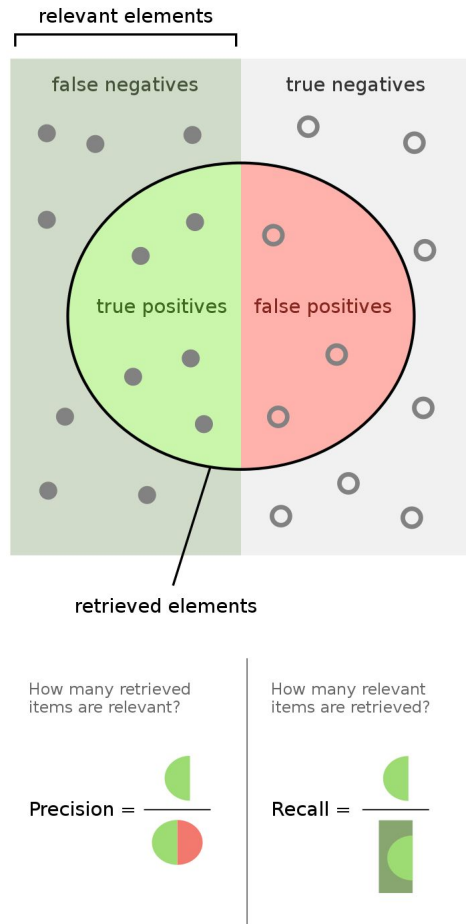 relevant elements
false negatives
true negatives
true positives
false positives
retrieved elements
How many retrieved
items are relevant?
Precision =
How many relevant
items are retrieved?
Recall =